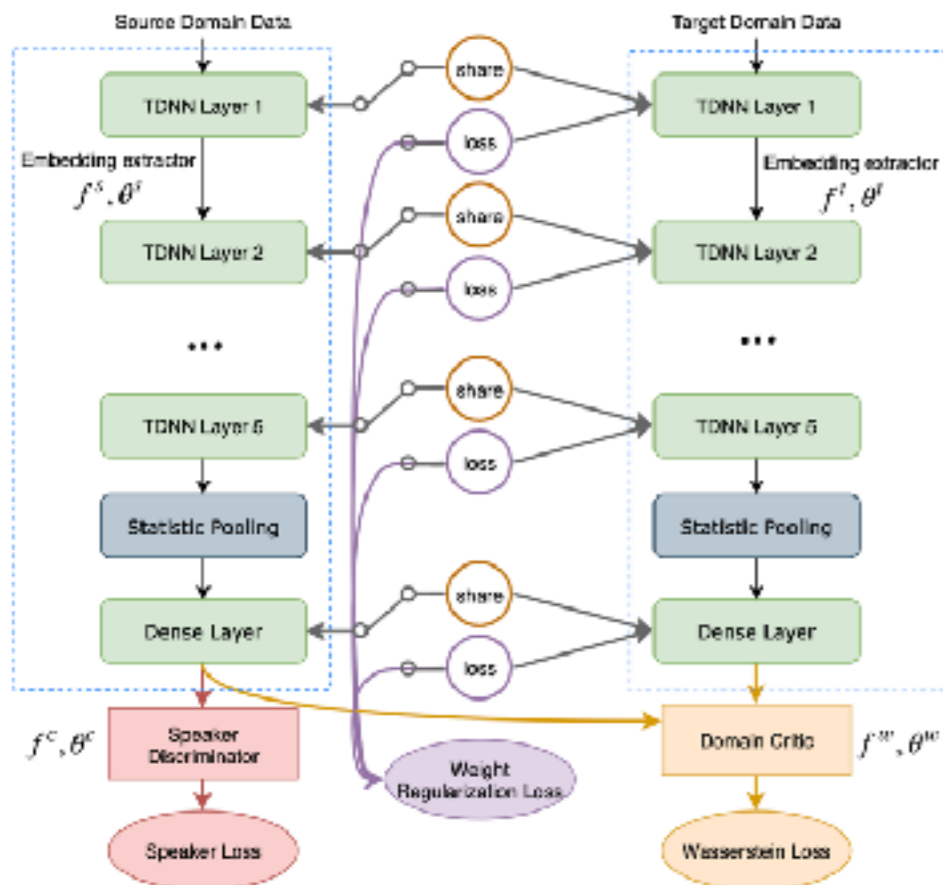 Source Domain Data
Target Domain Data
TDNN Layer 1
share
TDNN Layer 1
loss
Embedding extractor
f^s, θ^s
Embedding extractor
f^t, θ^t
share
TDNN Layer 2
TDNN Layer 2
loss
...
...
share
TDNN Layer 5
TDNN Layer 5
loss
Statistic Pooling
Statistic Pooling
share
Dense Layer
Dense Layer
loss
f^c, θ^c
Speaker
Discriminator
Domain Critic
f^w, θ^w
Weight
Regularization Loss
Speaker Loss
Wasserstein Loss